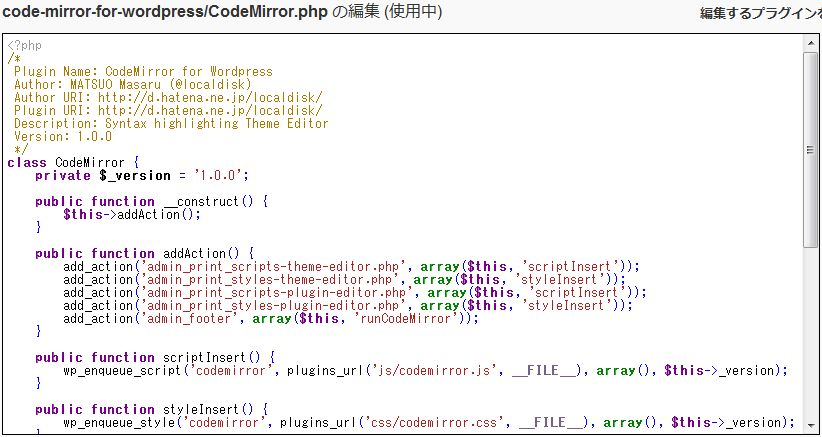 code-mirror-for-wordpress/CodeMirror.php の編集 (使用中)
編集するプラグインを
<?php
/*
 Plugin Name: CodeMirror for Wordpress
 Author: MATSUO Masaru (@localdisk)
 Author URI: http://d.hatena.ne.jp/localdisk/
 Plugin URI: http://d.hatena.ne.jp/localdisk/
 Description: Syntax highlighting Theme Editor
 Version: 1.0.0
 */
class CodeMirror {
    private $_version = '1.0.0';

    public function __construct() {
        $this->addAction();
    }

    public function addAction() {
        add_action('admin_print_scripts-theme-editor.php', array($this, 'scriptInsert'));
        add_action('admin_print_styles-theme-editor.php', array($this, 'styleInsert'));
        add_action('admin_print_scripts-plugin-editor.php', array($this, 'scriptInsert'));
        add_action('admin_print_styles-plugin-editor.php', array($this, 'styleInsert'));
        add_action('admin_footer', array($this, 'runCodeMirror'));
    }

    public function scriptInsert() {
        wp_enqueue_script('codemirror', plugins_url('js/codemirror.js', __FILE__), array(), $this->_version);
    }

    public function styleInsert() {
        wp_enqueue_style('codemirror', plugins_url('css/codemirror.css', __FILE__), array(), $this->_version);